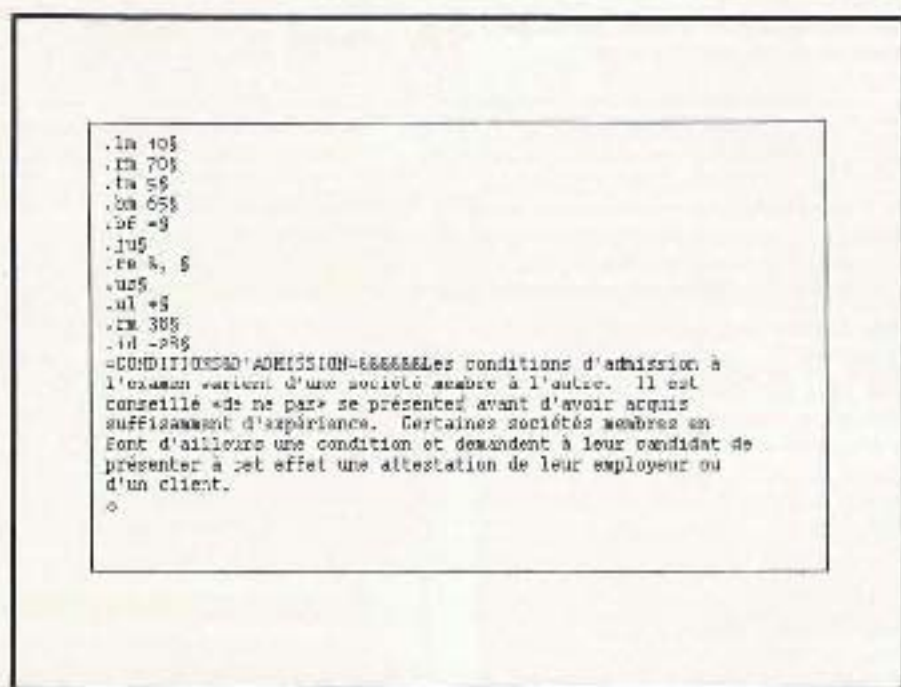 .lm 10§
.rm 70§
.tm 5§
.bm 65§
.bf =§
.ju§
.re &, §
.us§
.ul +§
.rm 38§
.id -28§
=CONDITIONS&D'ADMISSION=&&&&&&Les conditions d'admission à
l'examen varient d'une société membre à l'autre.  Il est
conseillé +de ne pas+ se présenter avant d'avoir acquis
suffisamment d'expérience.  Certaines sociétés membres en
font d'ailleurs une condition et demandent à leur candidat de
présenter à cet effet une attestation de leur employeur ou
d'un client.